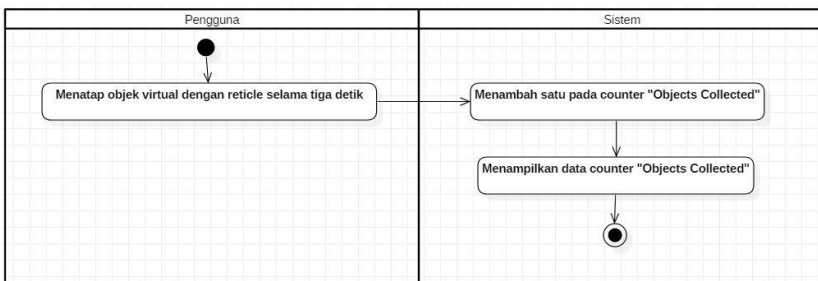 Pengguna
Sistem
Menatap objek virtual dengan reticle selama tiga detik
Menambah satu pada counter "Objects Collected"
Menampilkan data counter "Objects Collected"